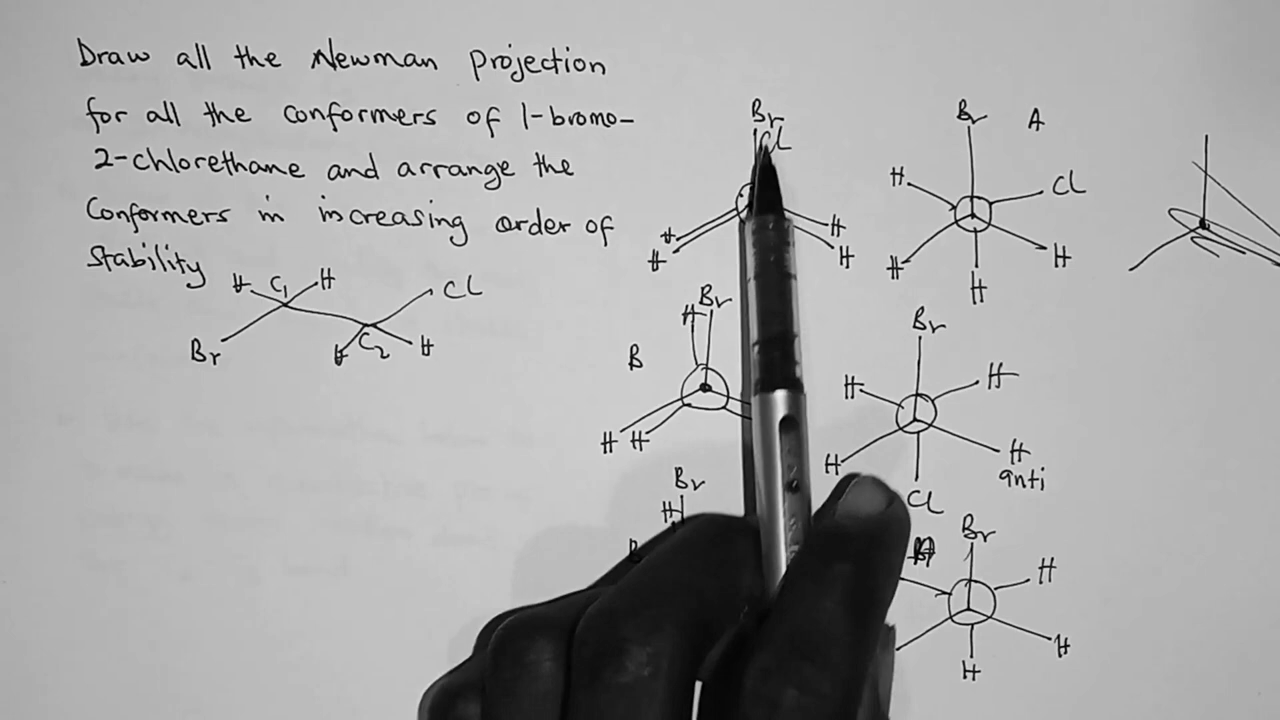 Draw all the Newman Projection
for all the conformers of 1-bromo-
2-chlorethane and arrange the
Conformers in increasing order of
Stability
H C1 H
Cl
Br
H C2 H
Br
Cl
H H
H H
Br A
H Cl
H H
H
Br
H
B
H H
Br
H H
H H
anti
Cl
Br
H
B
Br
H
H
H